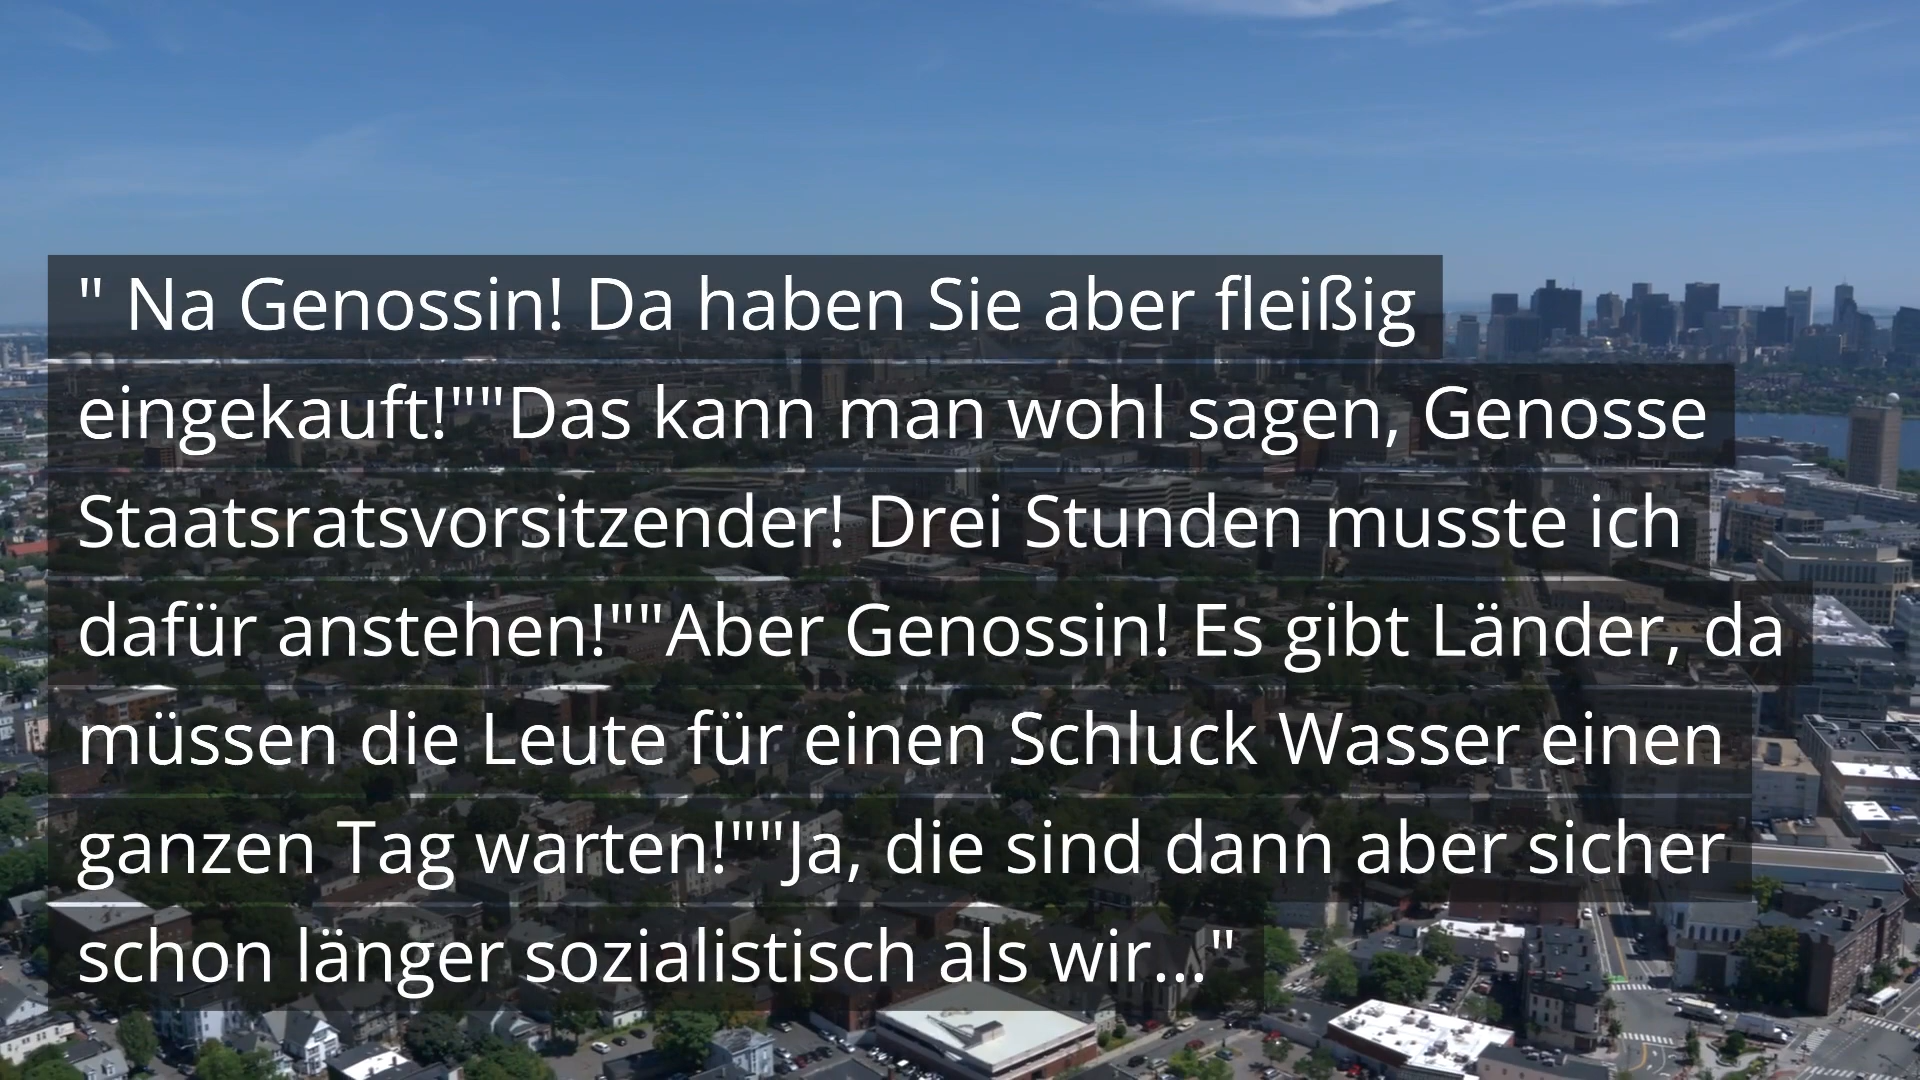 " Na Genossin! Da haben Sie aber fleißig
eingekauft!""Das kann man wohl sagen, Genosse
Staatsratsvorsitzender! Drei Stunden musste ich
dafür anstehen!""Aber Genossin! Es gibt Länder, da
müssen die Leute für einen Schluck Wasser einen
ganzen Tag warten!""Ja, die sind dann aber sicher
schon länger sozialistisch als wir..."